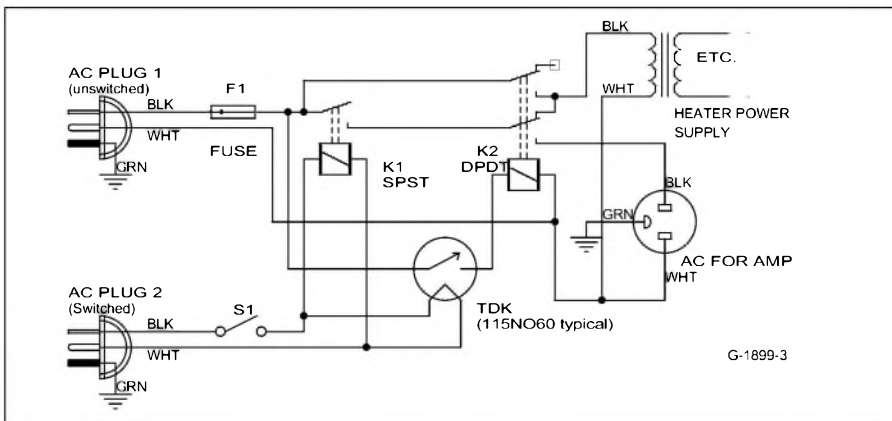 AC PLUG 1
(unswitched)
BLK
WHT
GRN
F1
FUSE
K1
SPST
K2
DPDT
BLK
WHT
ETC.
HEATER POWER
SUPPLY
BLK
GRN
AC FOR AMP
WHT
AC PLUG 2
(Switched)
BLK
WHT
GRN
S1
TDK
(115NO60 typical)
G-1899-3